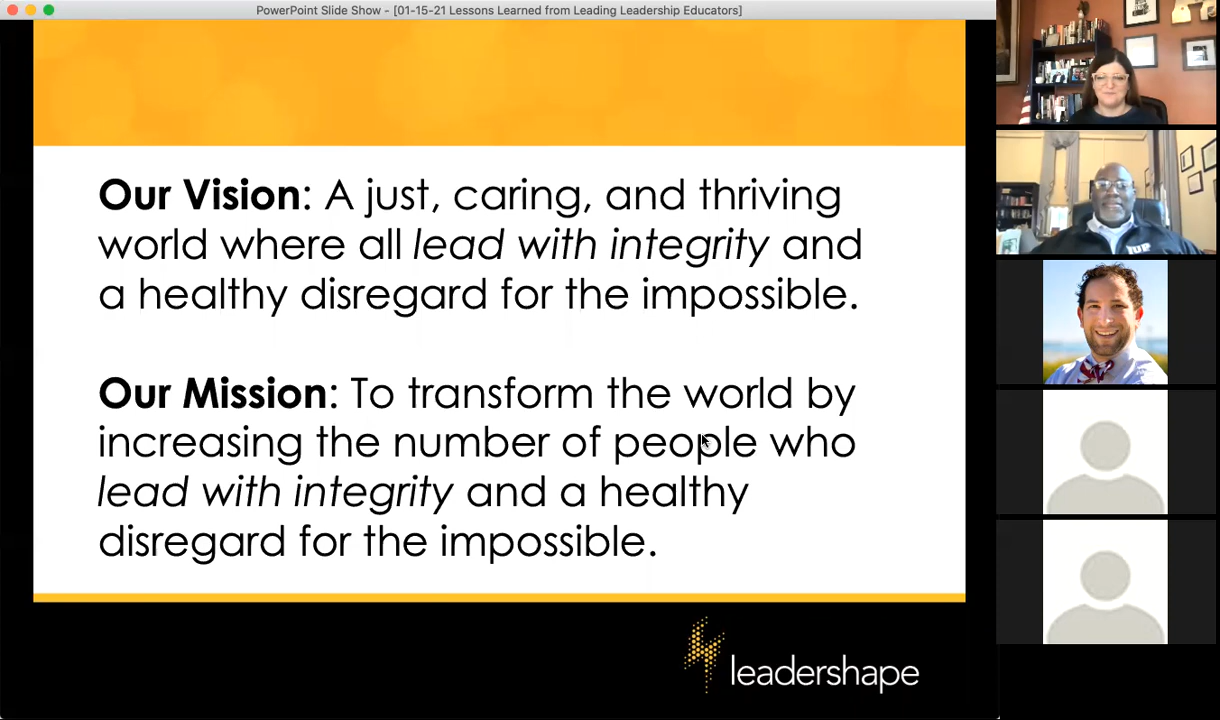 PowerPoint Slide Show - [01-15-21 Lessons Learned from Leading Leadership Educators]
Our Vision: A just, caring, and thriving
world where all lead with integrity and
a healthy disregard for the impossible.
Our Mission: To transform the world by
increasing the number of people who
lead with integrity and a healthy
disregard for the impossible.
leadershape